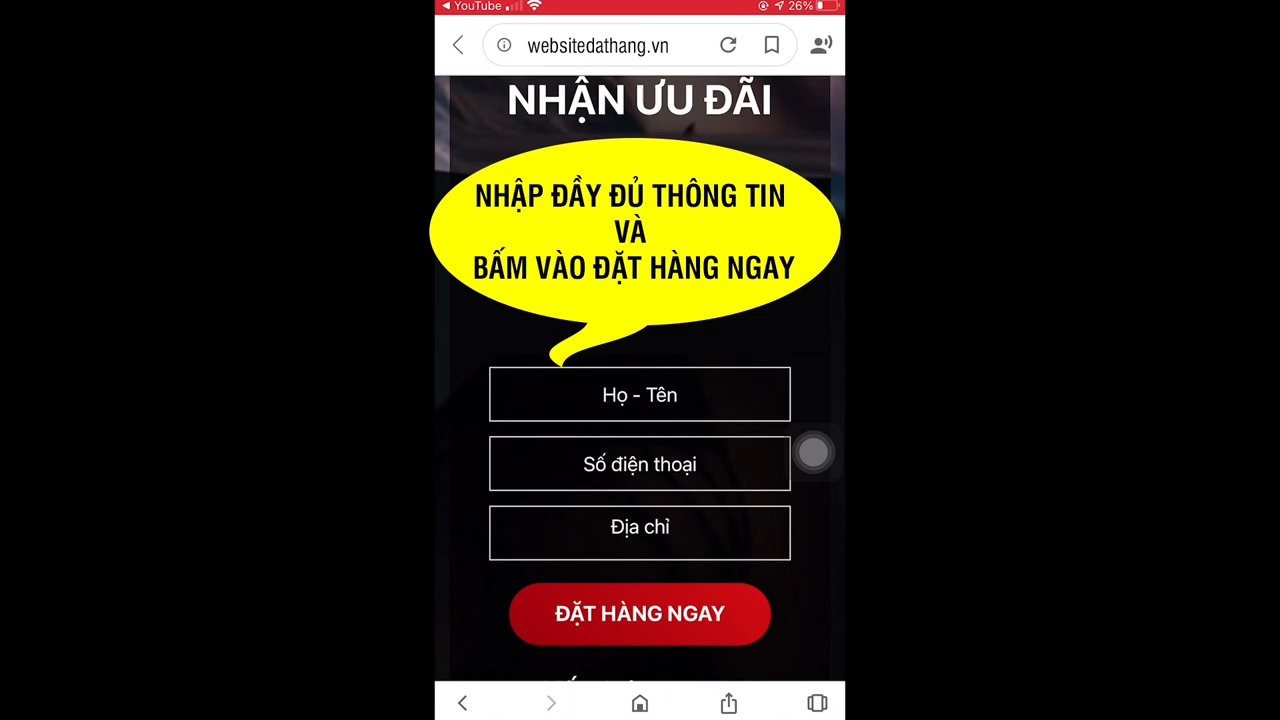 YouTube
26%
websitedathang.vn
NHẬN ƯU ĐÃI
NHẬP ĐẦY ĐỦ THÔNG TIN
VÀ
BẤM VÀO ĐẶT HÀNG NGAY
Họ - Tên
Số điện thoại
Địa chỉ
ĐẶT HÀNG NGAY